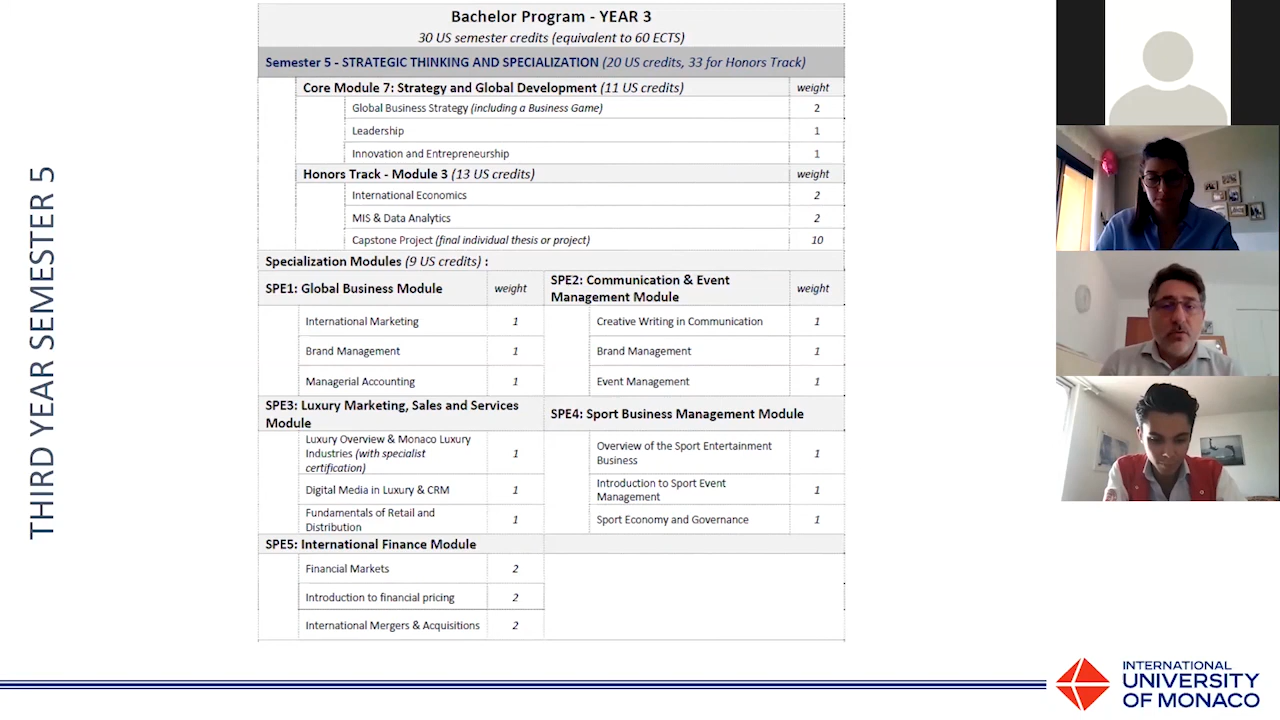 THIRD YEAR SEMESTER 5
Bachelor Program - YEAR 3
30 US semester credits (equivalent to 60 ECTS)
Semester 5 - STRATEGIC THINKING AND SPECIALIZATION (20 US credits, 33 for Honors Track)
Core Module 7: Strategy and Global Development (11 US credits) weight
Global Business Strategy (including a Business Game) 2
Leadership 1
Innovation and Entrepreneurship 1
Honors Track - Module 3 (13 US credits) weight
International Economics 2
MIS & Data Analytics 2
Capstone Project (final individual thesis or project) 10
Specialization Modules (9 US credits) :
SPE1: Global Business Module weight
International Marketing 1
Brand Management 1
Managerial Accounting 1
SPE2: Communication & Event
Management Module weight
Creative Writing in Communication 1
Brand Management 1
Event Management 1
SPE3: Luxury Marketing, Sales and Services
Module
Luxury Overview & Monaco Luxury
Industries (with specialist
certification) 1
Digital Media in Luxury & CRM 1
Fundamentals of Retail and
Distribution 1
SPE4: Sport Business Management Module
Overview of the Sport Entertainment
Business 1
Introduction to Sport Event
Management 1
Sport Economy and Governance 1
SPE5: International Finance Module
Financial Markets 2
Introduction to financial pricing 2
International Mergers & Acquisitions 2
INTERNATIONAL
UNIVERSITY
OF MONACO